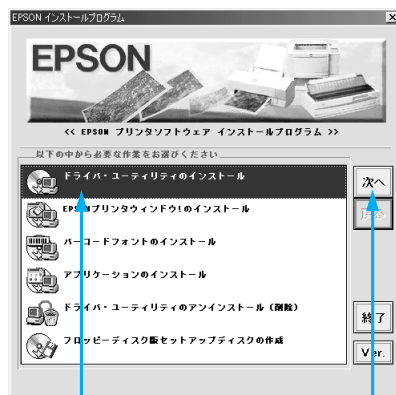 EPSON インストールプログラム
EPSON
<< EPSON プリンタソフトウェア インストールプログラム >>
以下の中から必要な作業をお選びください
ドライバ・ユーティリティのインストール
次へ
EPSONプリンタウィンドウ!のインストール
戻る
バーコードフォントのインストール
アプリケーションのインストール
ドライバ・ユーティリティのアンインストール（削除）
終了
フロッピーディスク版セットアップディスクの作成
Ver.